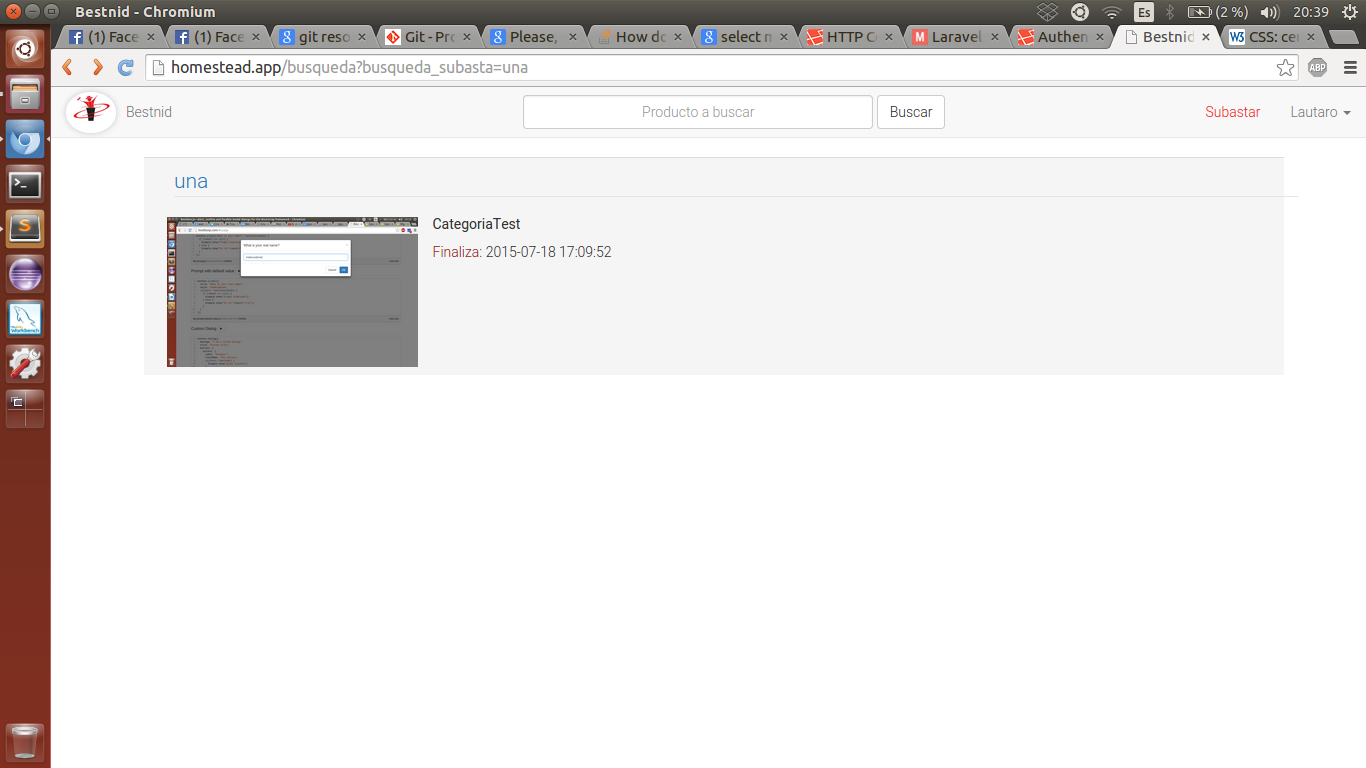 Bestnid - Chromium
Es
(2 %)
20:39
(1) Face
(1) Face
git reso
Git - Pro
Please,
How do
select m
HTTP C
Laravel
Authen
Bestnid
CSS: ce
homestead.app/busqueda?busqueda_subasta=una
ABP
Bestnid
Producto a buscar
Buscar
Subastar
Lautaro
una
CategoriaTest
Finaliza: 2015-07-18 17:09:52
What is your real name?
Prompt with default value
Custom Dialog
Workbench